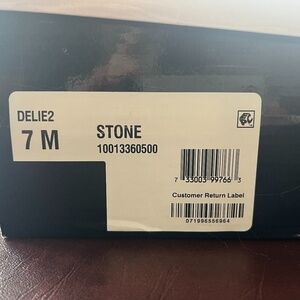 DELIE2
7 M
STONE
10013360500
7 33003 99766 3
Customer Return Label
071996556964